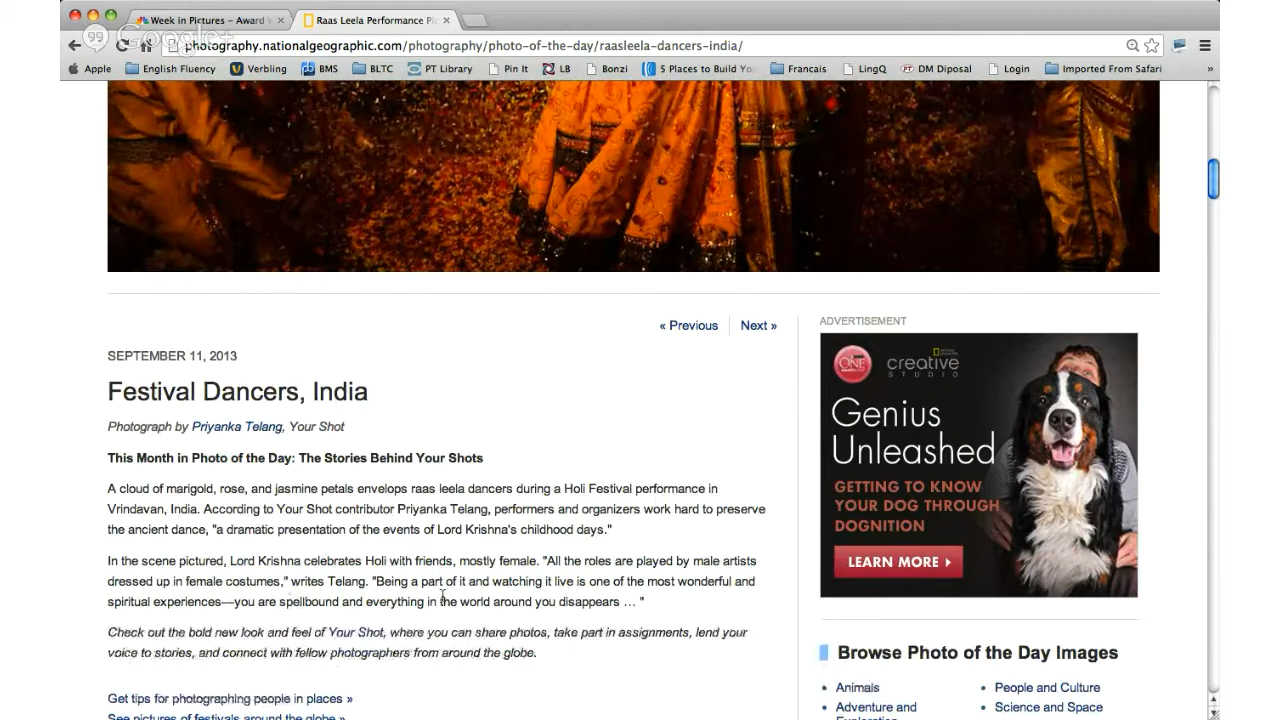 Week in Pictures – Award
Raas Leela Performance Pi
Google+
photography.nationalgeographic.com/photography/photo-of-the-day/raasleela-dancers-india/
Apple English Fluency Verbling BMS BLTC PT Library Pin It LB Bonzi 5 Places to Build Yo Francais LingQ DM Diposal Login Imported From Safari »
« Previous Next »
ADVERTISEMENT
SEPTEMBER 11, 2013
Festival Dancers, India
Photograph by Priyanka Telang, Your Shot
This Month in Photo of the Day: The Stories Behind Your Shots
A cloud of marigold, rose, and jasmine petals envelops raas leela dancers during a Holi Festival performance in
Vrindavan, India. According to Your Shot contributor Priyanka Telang, performers and organizers work hard to preserve
the ancient dance, "a dramatic presentation of the events of Lord Krishna's childhood days."
In the scene pictured, Lord Krishna celebrates Holi with friends, mostly female. "All the roles are played by male artists
dressed up in female costumes," writes Telang. "Being a part of it and watching it live is one of the most wonderful and
spiritual experiences—you are spellbound and everything in the world around you disappears … "
Check out the bold new look and feel of Your Shot, where you can share photos, take part in assignments, lend your
voice to stories, and connect with fellow photographers from around the globe.
Get tips for photographing people in places »
See pictures of festivals around the globe »
ONE
creative
STUDIO
Genius
Unleashed
GETTING TO KNOW
YOUR DOG THROUGH
DOGNITION
LEARN MORE
Browse Photo of the Day Images
Animals
Adventure and
Exploration
People and Culture
Science and Space